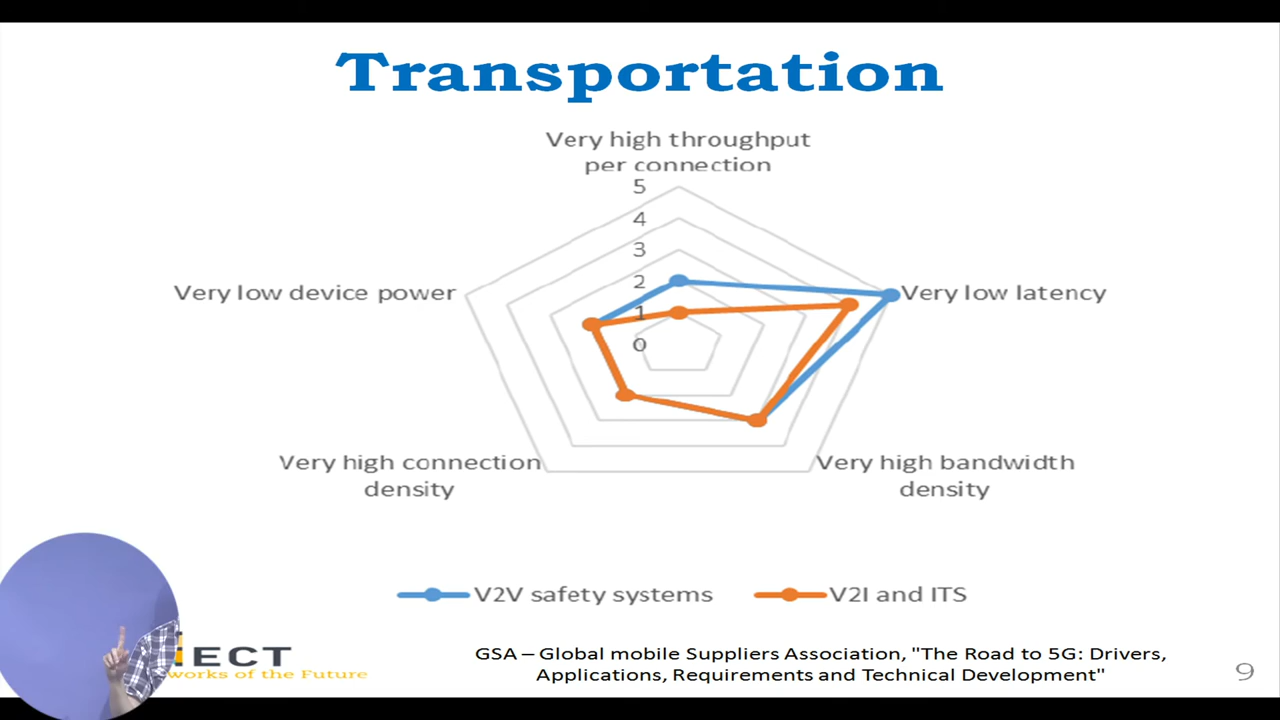 Transportation
Very high throughput
per connection
5
4
3
2
1
0
Very low device power
Very low latency
Very high connection
density
Very high bandwidth
density
V2V safety systems
V2I and ITS
ECT
works of the Future
GSA – Global mobile Suppliers Association, "The Road to 5G: Drivers,
Applications, Requirements and Technical Development"
9